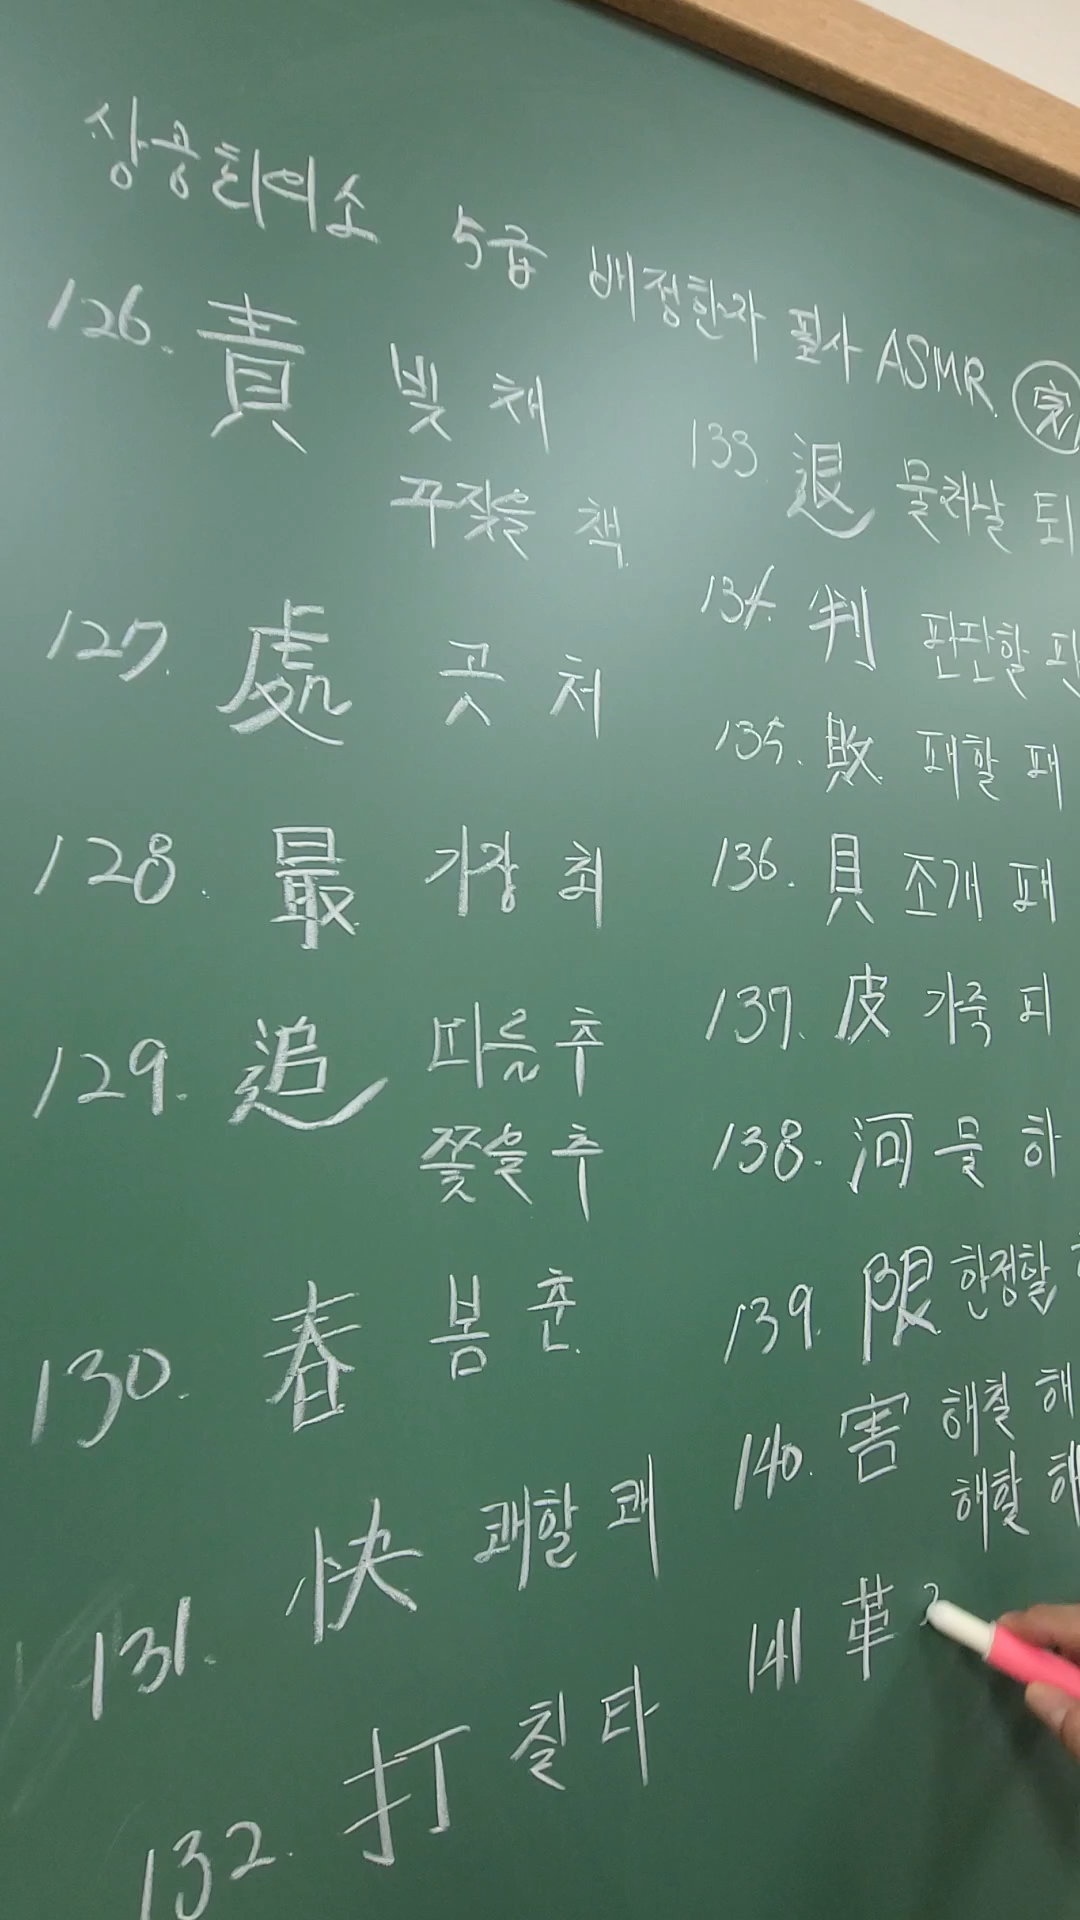 상공회의소 5급 배정한자 필사 ASMR 完
126. 責 빚 채
꾸짖을 책
127. 處 곳 처
128. 最 가장 최
129. 追 따를 추
쫓을 추
130. 春 봄 춘
131. 快 쾌할 쾌
132. 打 칠 타
133 退 물러날 퇴
134. 判 판단할 판
135. 敗 패할 패
136. 貝 조개 패
137. 皮 가죽 피
138. 河 물 하
139. 限 한정할
140. 害 해칠 해
해할 해
141 革